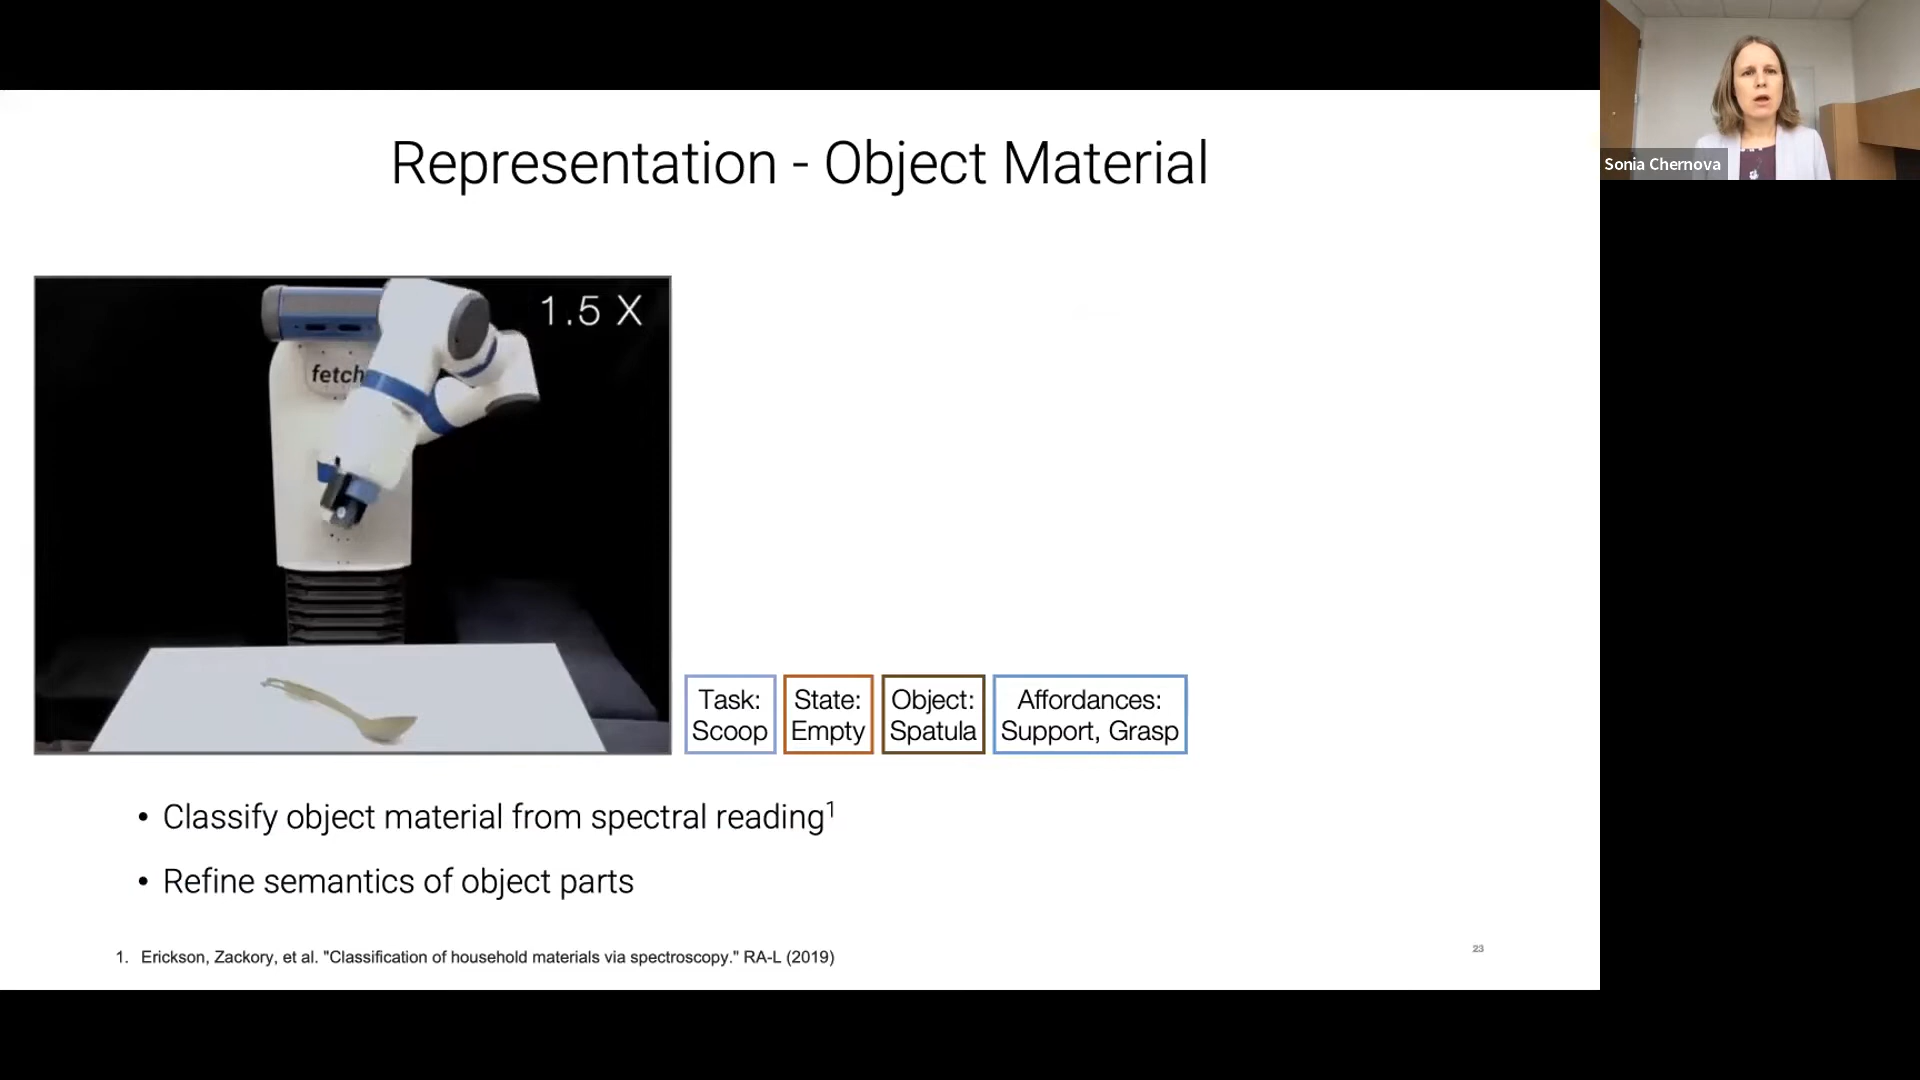 Representation - Object Material
Sonia Chernova
1.5 X
fetch
Task:
Scoop
State:
Empty
Object:
Spatula
Affordances:
Support, Grasp
• Classify object material from spectral reading¹
• Refine semantics of object parts
1. Erickson, Zackory, et al. "Classification of household materials via spectroscopy." RA-L (2019)
23